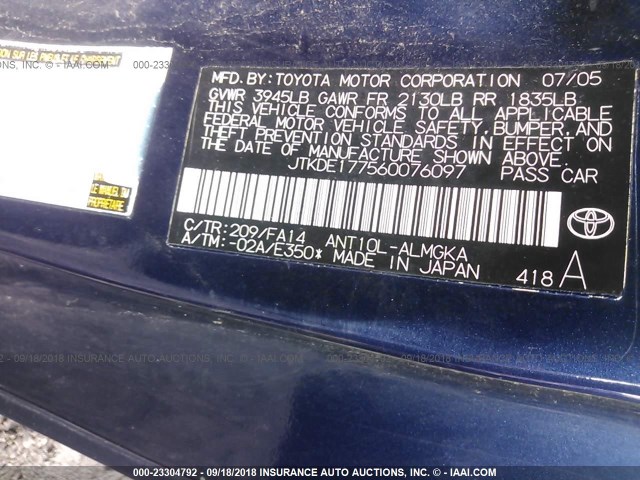 MFD. BY: TOYOTA MOTOR CORPORATION 07/05
GVWR 3945LB GAWR FR 2130LB RR 1835LB
THIS VEHICLE CONFORMS TO ALL APPLICABLE
FEDERAL MOTOR VEHICLE SAFETY, BUMPER, AND
THEFT PREVENTION STANDARDS IN EFFECT ON
THE DATE OF MANUFACTURE SHOWN ABOVE.
JTKDE177560076097 PASS CAR
C/TR: 209/FA14 ANT10L-ALMGKA
A/TM: -02A/E350* MADE IN JAPAN
418 A
000-23304792 - 09/18/2018 - INSURANCE AUTO AUCTIONS - © - IAAI.COM